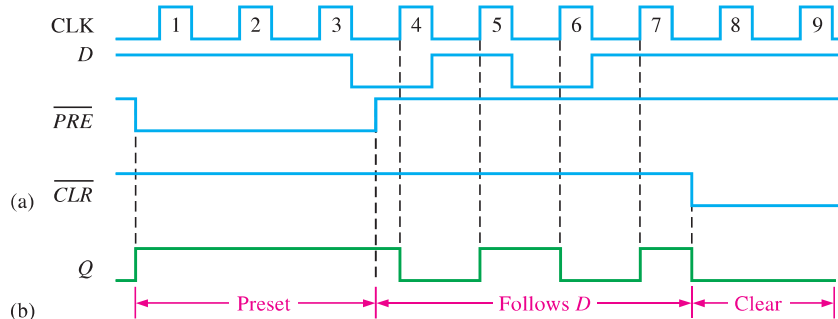 CLK 1 2 3 4 5 6 7 8 9
D
PRE
(a) CLR
Q
Preset Follows D Clear
(b)